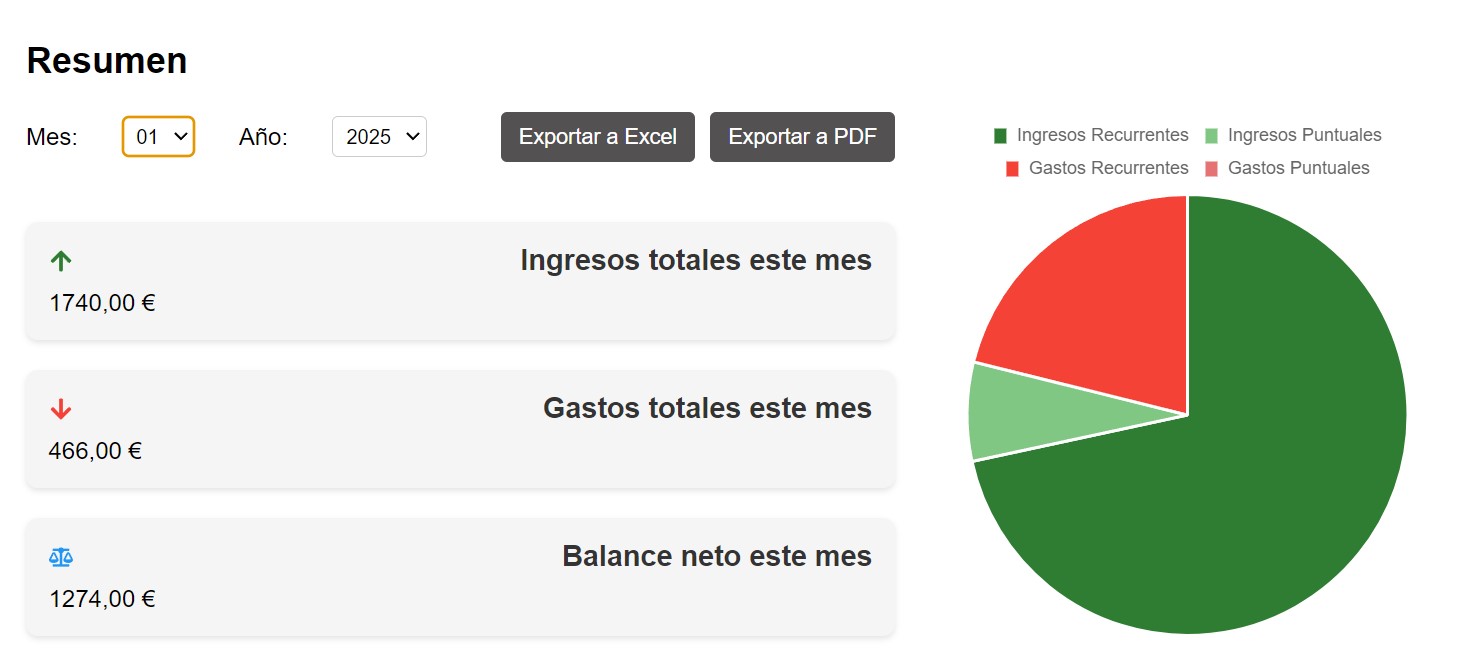 Resumen
Mes: 01 Año: 2025 Exportar a Excel Exportar a PDF
Ingresos totales este mes
1740,00 €
Gastos totales este mes
466,00 €
Balance neto este mes
1274,00 €
Ingresos Recurrentes Ingresos Puntuales
Gastos Recurrentes Gastos Puntuales